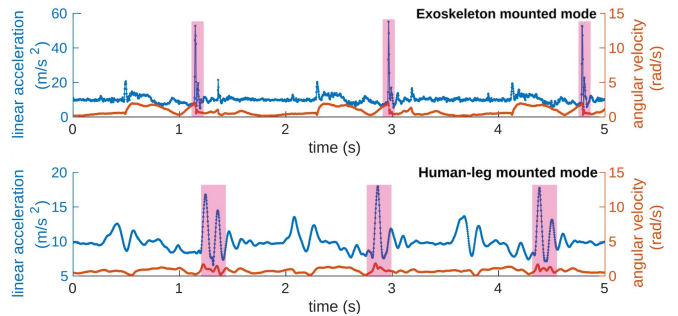 Exoskeleton mounted mode
linear acceleration
(m/s 2)
60
40
20
0
15
10
5
0
angular velocity
(rad/s)
0 1 2 3 4 5
time (s)
Human-leg mounted mode
linear acceleration
(m/s 2)
20
15
10
5
15
10
5
0
angular velocity
(rad/s)
0 1 2 3 4 5
time (s)